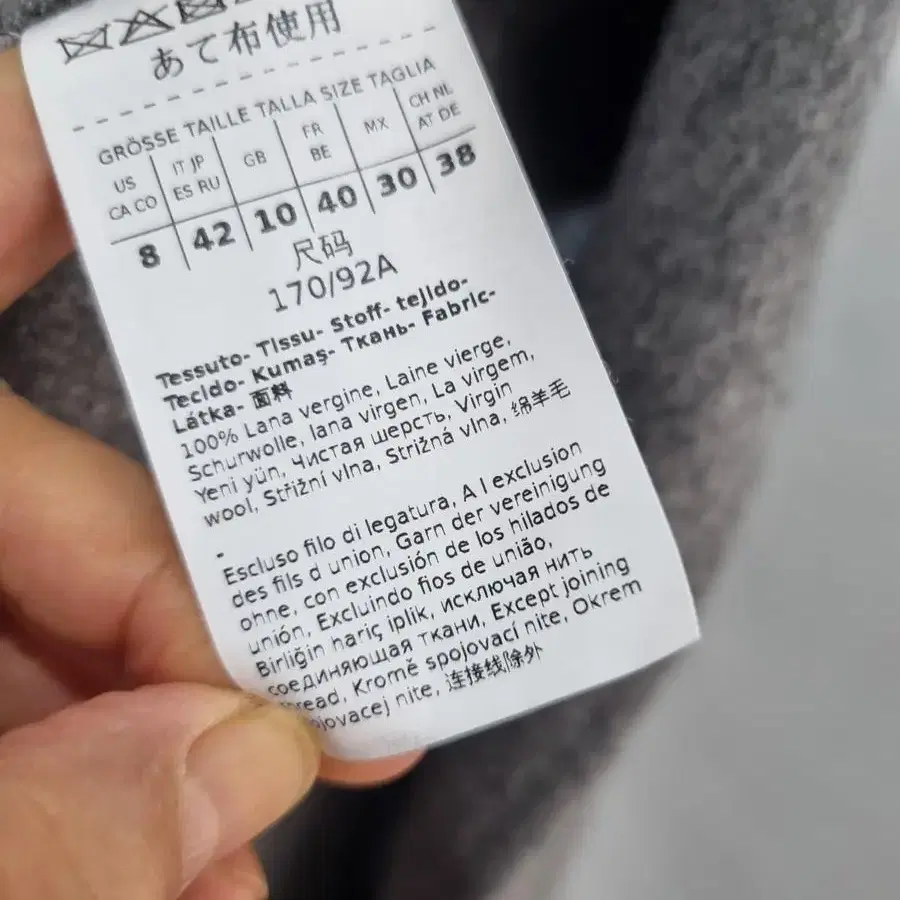 あて布使用
GRÖSSE TAILLE TALLA SIZE TAGLIA
US CA CO | IT JP ES RU | GB | FR BE | MX | CH NL AT DE
8 | 42 | 10 | 40 | 30 | 38
尺码
170/92A
Tessuto- Tissu- Stoff- tejido-
Tecido- Kumaş- Ткань- Fabric-
Látka- 面料
100% Lana vergine, Laine vierge,
Schurwolle, lana virgen, La virgem,
Yeni yün, Чистая шерсть, Virgin
wool, Střižní vlna, Strižná vlna, 绵羊毛
-
Escluso filo di legatura, A l exclusion
des fils d union, Garn der vereinigung
ohne, con exclusión de los hilados de
unión, Excluindo fios de união,
Birliğin hariç iplik, исключая нить
соединяющая ткани, Except joining
thread, Kromě spojovací nite, Okrem
spojovacej nite, 连接线除外